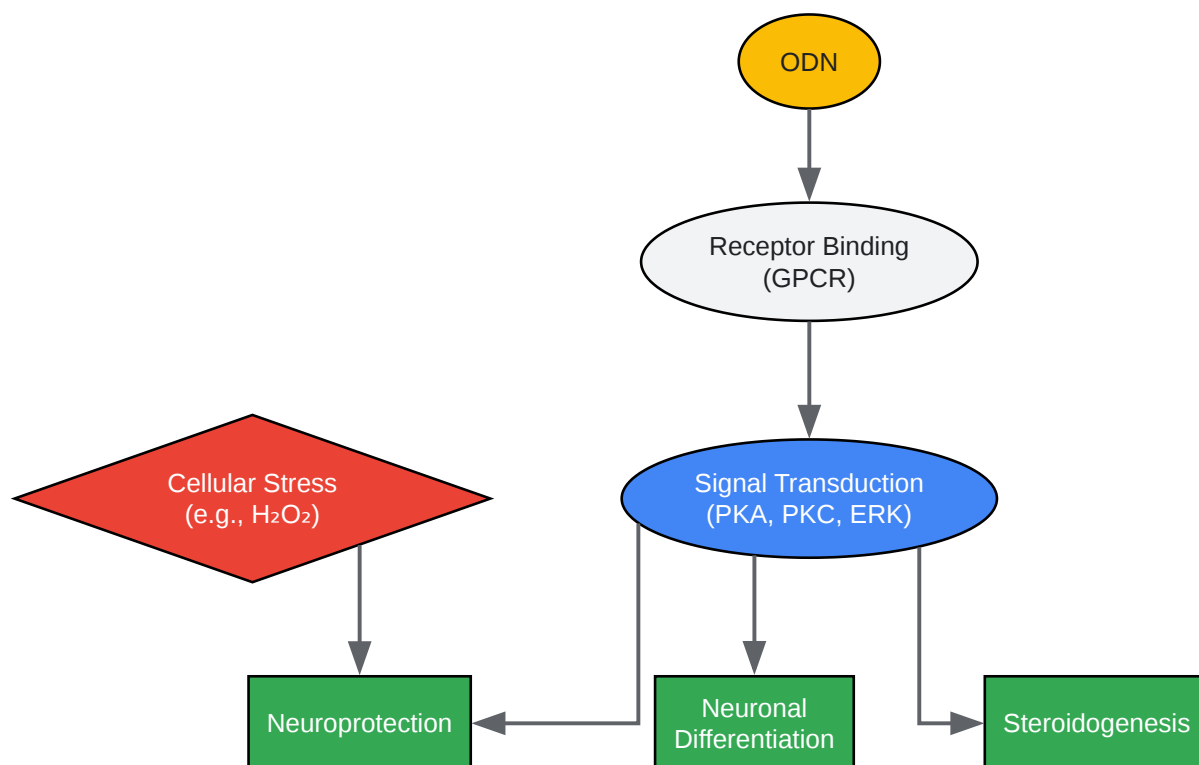 ODN
Receptor Binding
(GPCR)
Cellular Stress
(e.g., H₂O₂)
Signal Transduction
(PKA, PKC, ERK)
Neuroprotection
Neuronal
Differentiation
Steroidogenesis